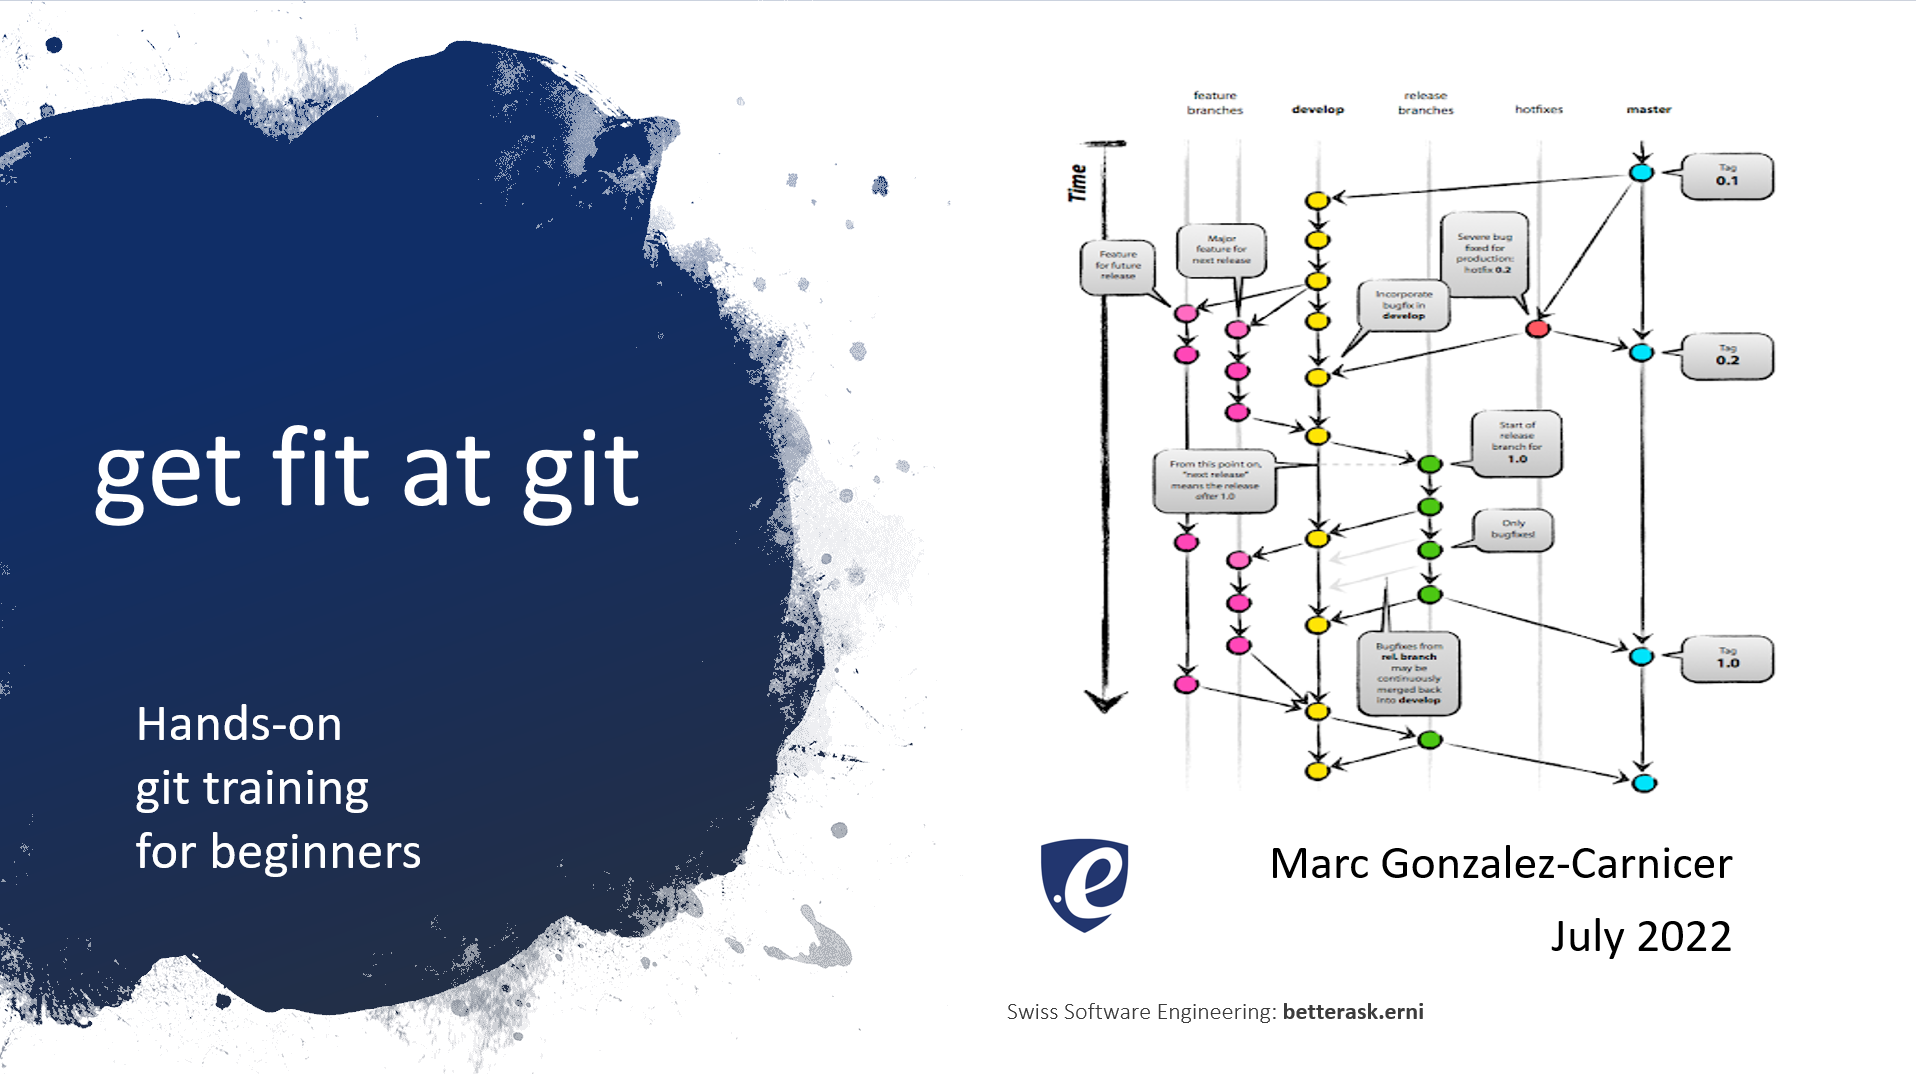 get fit at git
Hands-on
git training
for beginners
feature
branches
develop
release
branches
hotfixes
master
Time
Tag
0.1
Major
feature for
next release
Severe bug
fixed for
production:
hotfix 0.2
Feature
for future
release
Incorporate
bugfix in
develop
Tag
0.2
Start of
release
branch for
1.0
From this point on,
"next release"
means the release
after 1.0
Only
bugfixes!
Bugfixes from
rel. branch
may be
continuously
merged back
into develop
Tag
1.0
.e
Marc Gonzalez-Carnicer
July 2022
Swiss Software Engineering: betterask.erni